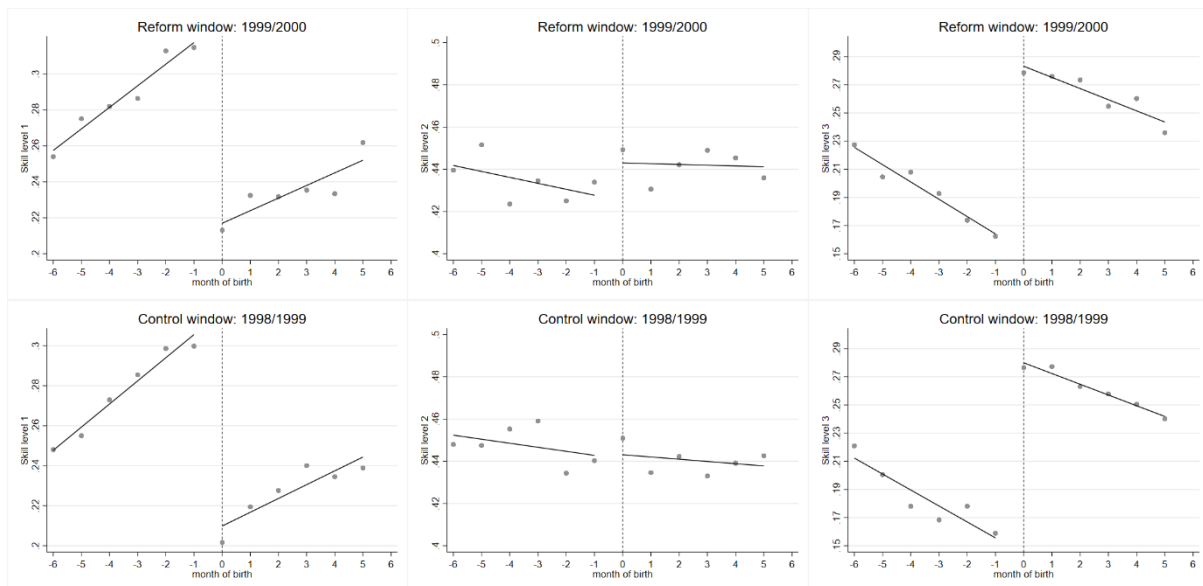 Reform window: 1999/2000
Skill level 1
.3
.28
.26
.24
.22
.2
-6 -5 -4 -3 -2 -1 0 1 2 3 4 5 6
month of birth
Reform window: 1999/2000
Skill level 2
.5
.48
.46
.44
.42
.4
-6 -5 -4 -3 -2 -1 0 1 2 3 4 5 6
month of birth
Reform window: 1999/2000
Skill level 3
.29
.27
.25
.23
.21
.19
.17
.15
-6 -5 -4 -3 -2 -1 0 1 2 3 4 5 6
month of birth
Control window: 1998/1999
Skill level 1
.3
.28
.26
.24
.22
.2
-6 -5 -4 -3 -2 -1 0 1 2 3 4 5 6
month of birth
Control window: 1998/1999
Skill level 2
.5
.48
.46
.44
.42
.4
-6 -5 -4 -3 -2 -1 0 1 2 3 4 5 6
month of birth
Control window: 1998/1999
Skill level 3
.29
.27
.25
.23
.21
.19
.17
.15
-6 -5 -4 -3 -2 -1 0 1 2 3 4 5 6
month of birth